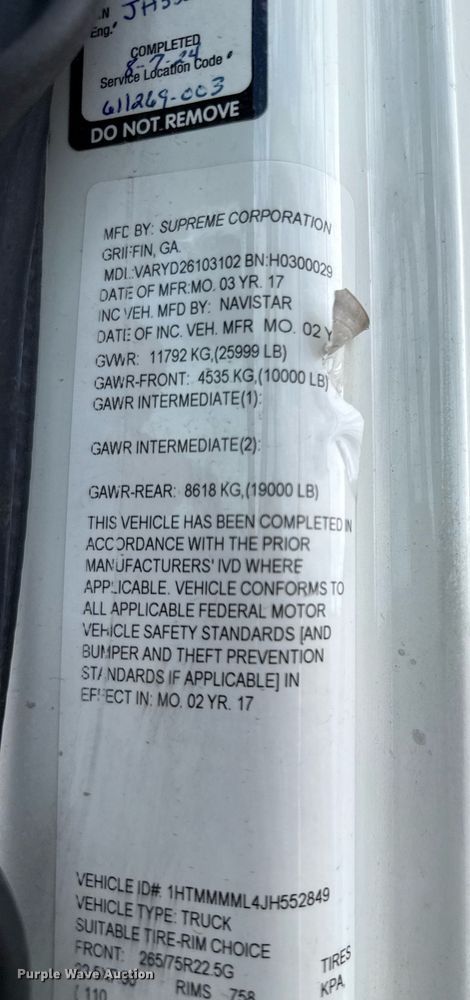 Eng.
COMPLETED
8-7-24
Service Location Code
611269-003
DO NOT REMOVE
MFD BY: SUPREME CORPORATION
GRIFFIN, GA.
MDL:VARYD26103102 BN:H0300029
DATE OF MFR:MO. 03 YR. 17
INC VEH. MFD BY: NAVISTAR
DATE OF INC. VEH. MFR MO. 02 Y
GVWR: 11792 KG,(25999 LB)
GAWR-FRONT: 4535 KG,(10000 LB)
GAWR INTERMEDIATE(1):
GAWR INTERMEDIATE(2):
GAWR-REAR: 8618 KG,(19000 LB)
THIS VEHICLE HAS BEEN COMPLETED IN
ACCORDANCE WITH THE PRIOR
MANUFACTURERS' IVD WHERE
APPLICABLE. VEHICLE CONFORMS TO
ALL APPLICABLE FEDERAL MOTOR
VEHICLE SAFETY STANDARDS [AND
BUMPER AND THEFT PREVENTION
STANDARDS IF APPLICABLE] IN
EFFECT IN: MO. 02 YR. 17
VEHICLE ID#: 1HTMMMML4JH552849
VEHICLE TYPE: TRUCK
SUITABLE TIRE-RIM CHOICE
FRONT: 265/75R22.5G TIRES
RIMS 758 KPA,
110
Purple Wave Auction